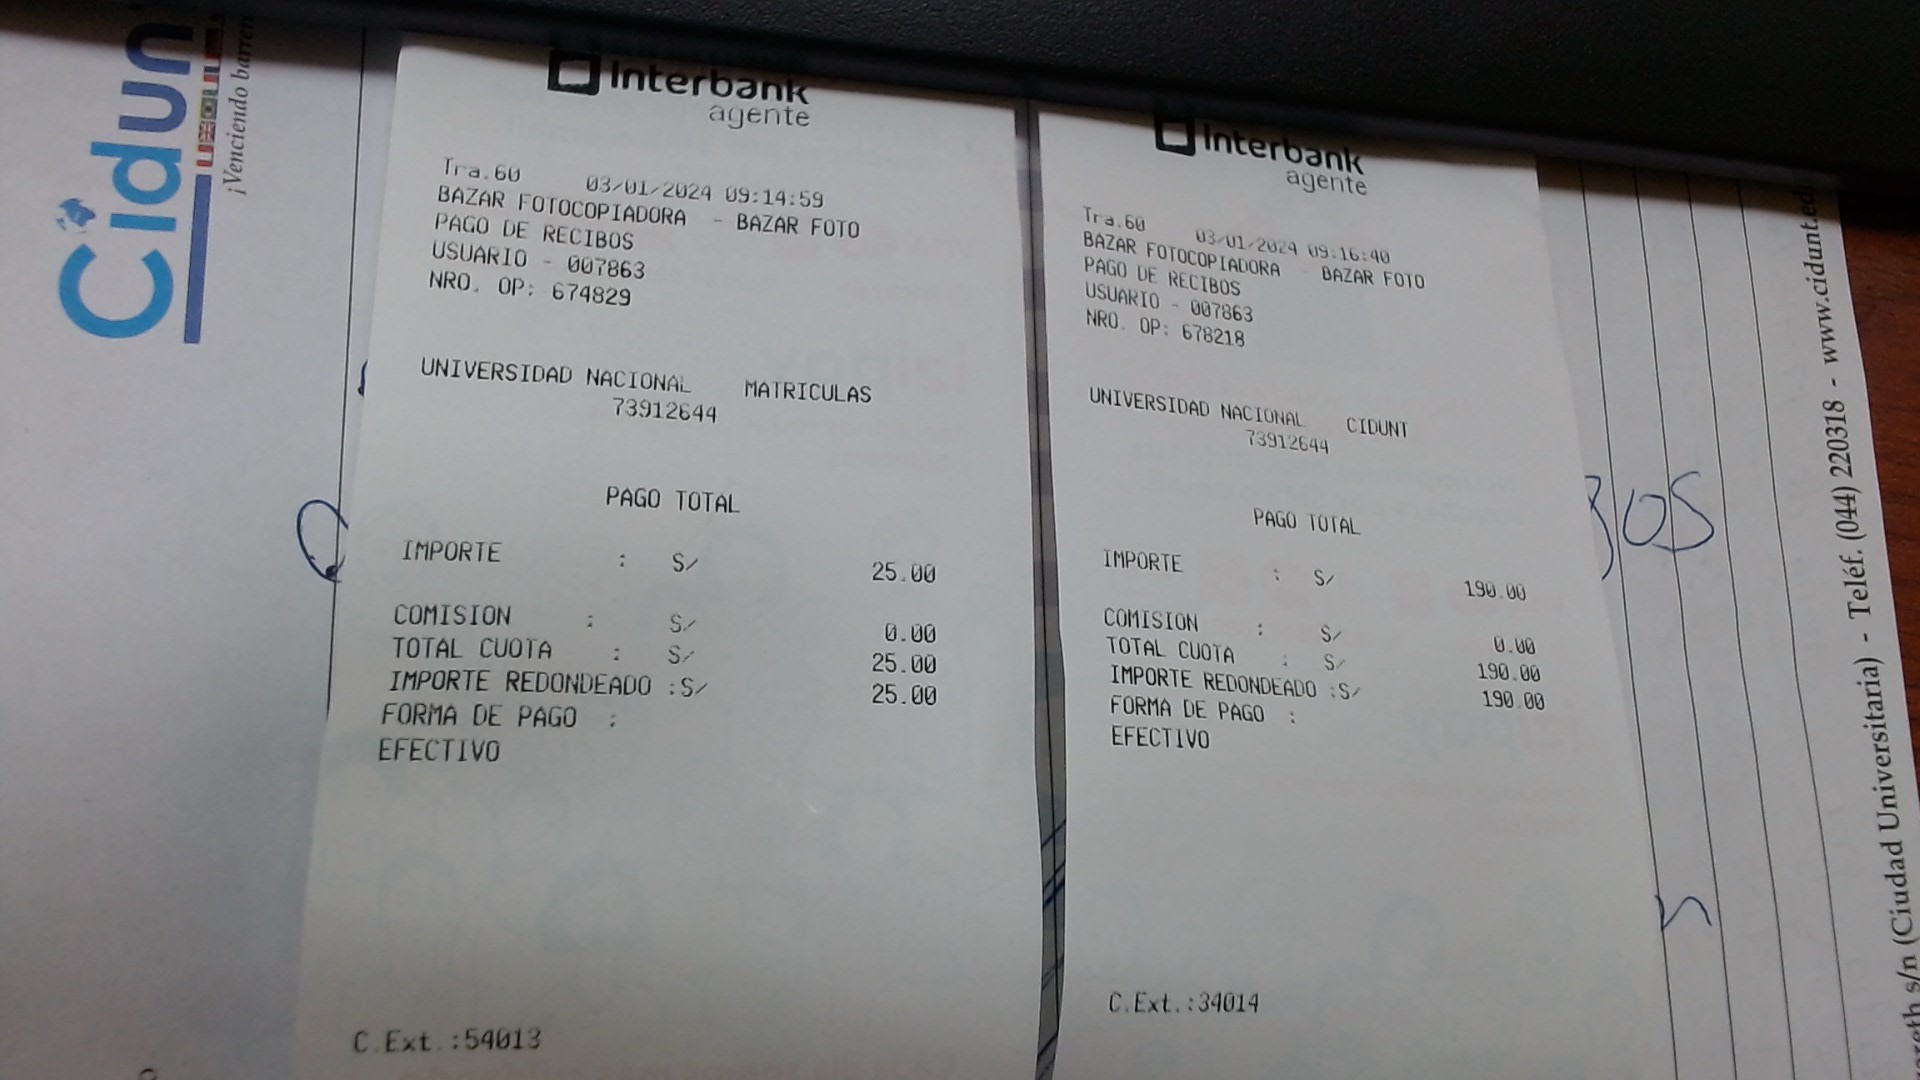 Cidunt
¡Venciendo
Interbank
agente
Tra.60 03/01/2024 09:14:59
BAZAR FOTOCOPIADORA - BAZAR FOTO
PAGO DE RECIBOS
USUARIO - 007863
NRO. OP: 674829
UNIVERSIDAD NACIONAL MATRICULAS
73912644
PAGO TOTAL
IMPORTE : S/ 25.00
COMISION : S/ 0.00
TOTAL CUOTA : S/ 25.00
IMPORTE REDONDEADO :S/ 25.00
FORMA DE PAGO :
EFECTIVO
C.Ext.:54013
Interbank
agente
Tra.60 03/01/2024 09:16:40
BAZAR FOTOCOPIADORA - BAZAR FOTO
PAGO DE RECIBOS
USUARIO - 007863
NRO. OP: 678218
UNIVERSIDAD NACIONAL CIDUNT
73912644
PAGO TOTAL
IMPORTE : S/ 190.00
COMISION : S/ 0.00
TOTAL CUOTA : S/ 190.00
IMPORTE REDONDEADO :S/ 190.00
FORMA DE PAGO :
EFECTIVO
C.Ext.:34014
s/n (Ciudad Universitaria) - Teléf. (044) 220318 - www.cidunt.ed